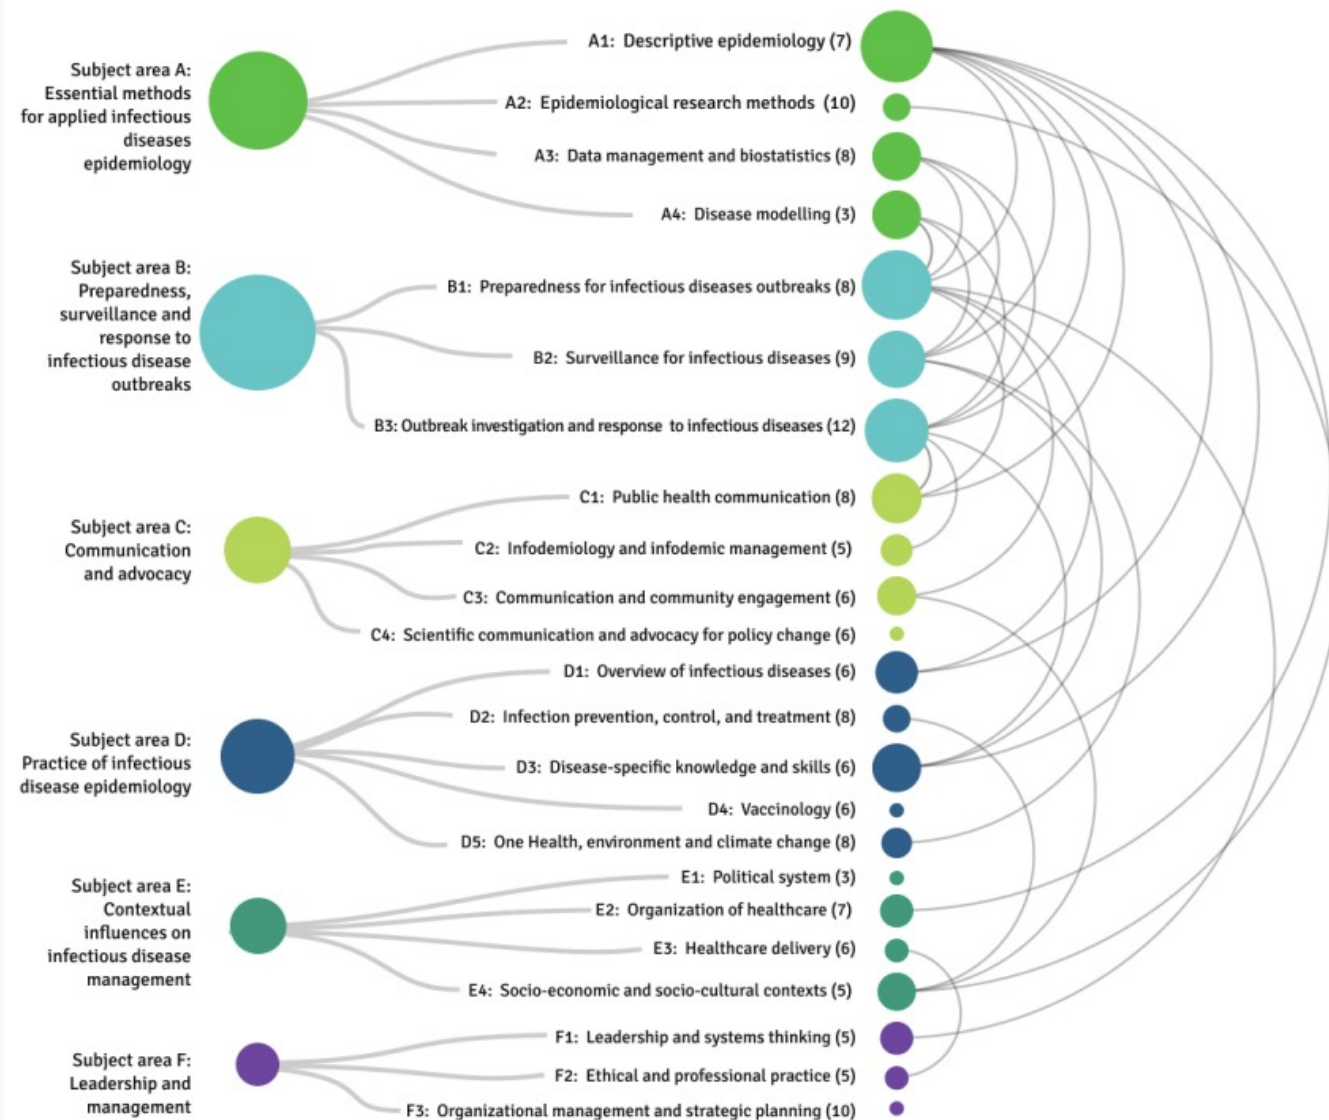 Subject area A:
Essential methods
for applied infectious
diseases
epidemiology
A1: Descriptive epidemiology (7)
A2: Epidemiological research methods (10)
A3: Data management and biostatistics (8)
A4: Disease modelling (3)
Subject area B:
Preparedness,
surveillance and
response to
infectious disease
outbreaks
B1: Preparedness for infectious diseases outbreaks (8)
B2: Surveillance for infectious diseases (9)
B3: Outbreak investigation and response to infectious diseases (12)
Subject area C:
Communication
and advocacy
C1: Public health communication (8)
C2: Infodemiology and infodemic management (5)
C3: Communication and community engagement (6)
C4: Scientific communication and advocacy for policy change (6)
Subject area D:
Practice of infectious
disease epidemiology
D1: Overview of infectious diseases (6)
D2: Infection prevention, control, and treatment (8)
D3: Disease-specific knowledge and skills (6)
D4: Vaccinology (6)
D5: One Health, environment and climate change (8)
Subject area E:
Contextual
influences on
infectious disease
management
E1: Political system (3)
E2: Organization of healthcare (7)
E3: Healthcare delivery (6)
E4: Socio-economic and socio-cultural contexts (5)
Subject area F:
Leadership and
management
F1: Leadership and systems thinking (5)
F2: Ethical and professional practice (5)
F3: Organizational management and strategic planning (10)